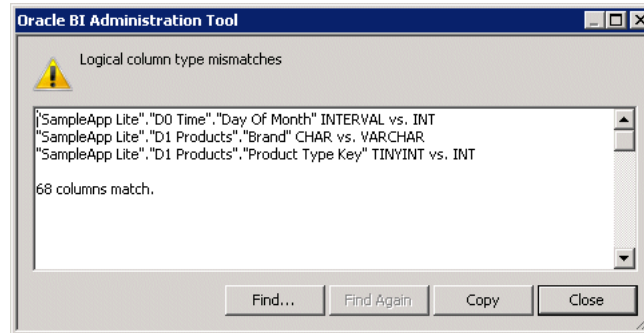 Oracle BI Administration Tool
Logical column type mismatches
"SampleApp Lite"."D0 Time"."Day Of Month" INTERVAL vs. INT
"SampleApp Lite"."D1 Products"."Brand" CHAR vs. VARCHAR
"SampleApp Lite"."D1 Products"."Product Type Key" TINYINT vs. INT
68 columns match.
Find... Find Again Copy Close